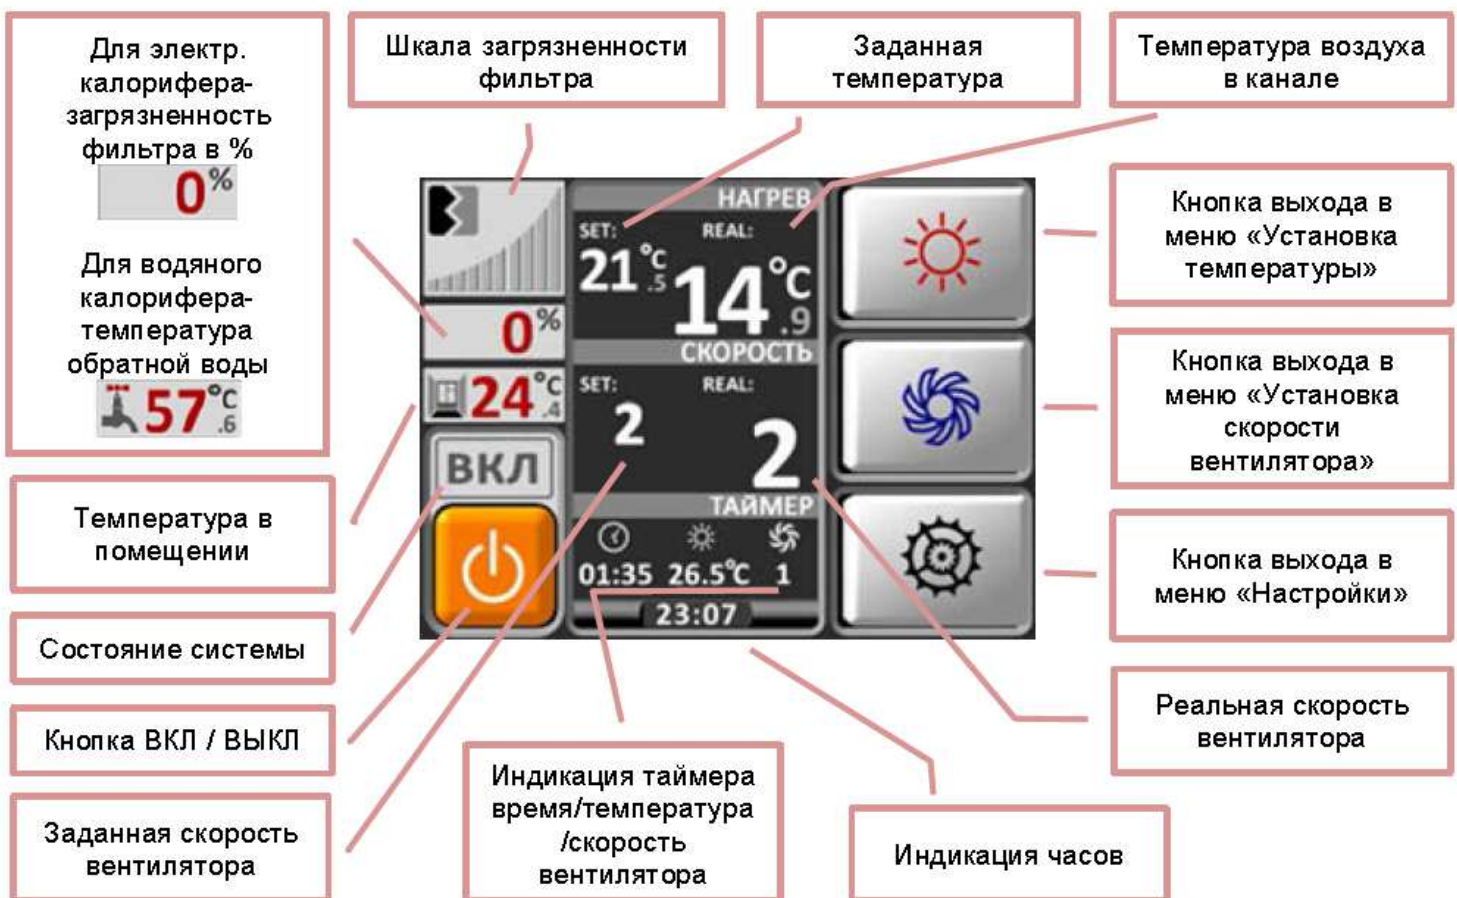 Для электр.
калорифера-
загрязненность
фильтра в %
0%
Для водяного
калорифера-
температура
обратной воды
57°C
.6
Шкала загрязненности
фильтра
Заданная
температура
Температура воздуха
в канале
НАГРЕВ
SET: REAL:
21°C
.5
14°C
.9
0%
СКОРОСТЬ
24°C
.4
SET: REAL:
2 2
ВКЛ
ТАЙМЕР
01:35 26.5°C 1
23:07
Кнопка выхода в
меню «Установка
температуры»
Кнопка выхода в
меню «Установка
скорости
вентилятора»
Кнопка выхода в
меню «Настройки»
Реальная скорость
вентилятора
Температура в
помещении
Состояние системы
Кнопка ВКЛ / ВЫКЛ
Заданная скорость
вентилятора
Индикация таймера
время/температура
/скорость
вентилятора
Индикация часов